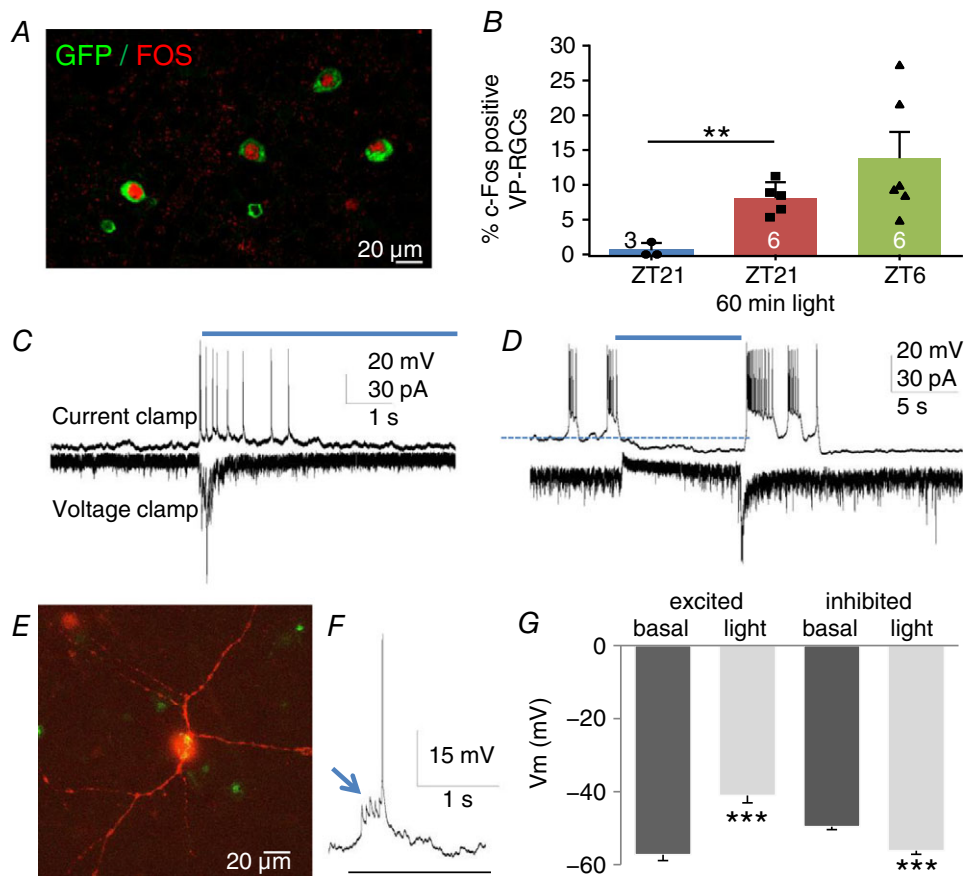 A
GFP / FOS
20 µm
B
% c-Fos positive
VP-RGCs
30
25
20
15
10
5
0
**
3
6
6
ZT21
ZT21
ZT6
60 min light
C
20 mV
30 pA
1 s
Current clamp
Voltage clamp
D
20 mV
30 pA
5 s
E
20 µm
F
15 mV
1 s
G
excited
inhibited
basal
light
basal
light
Vm (mV)
0
−20
−40
−60
***
***